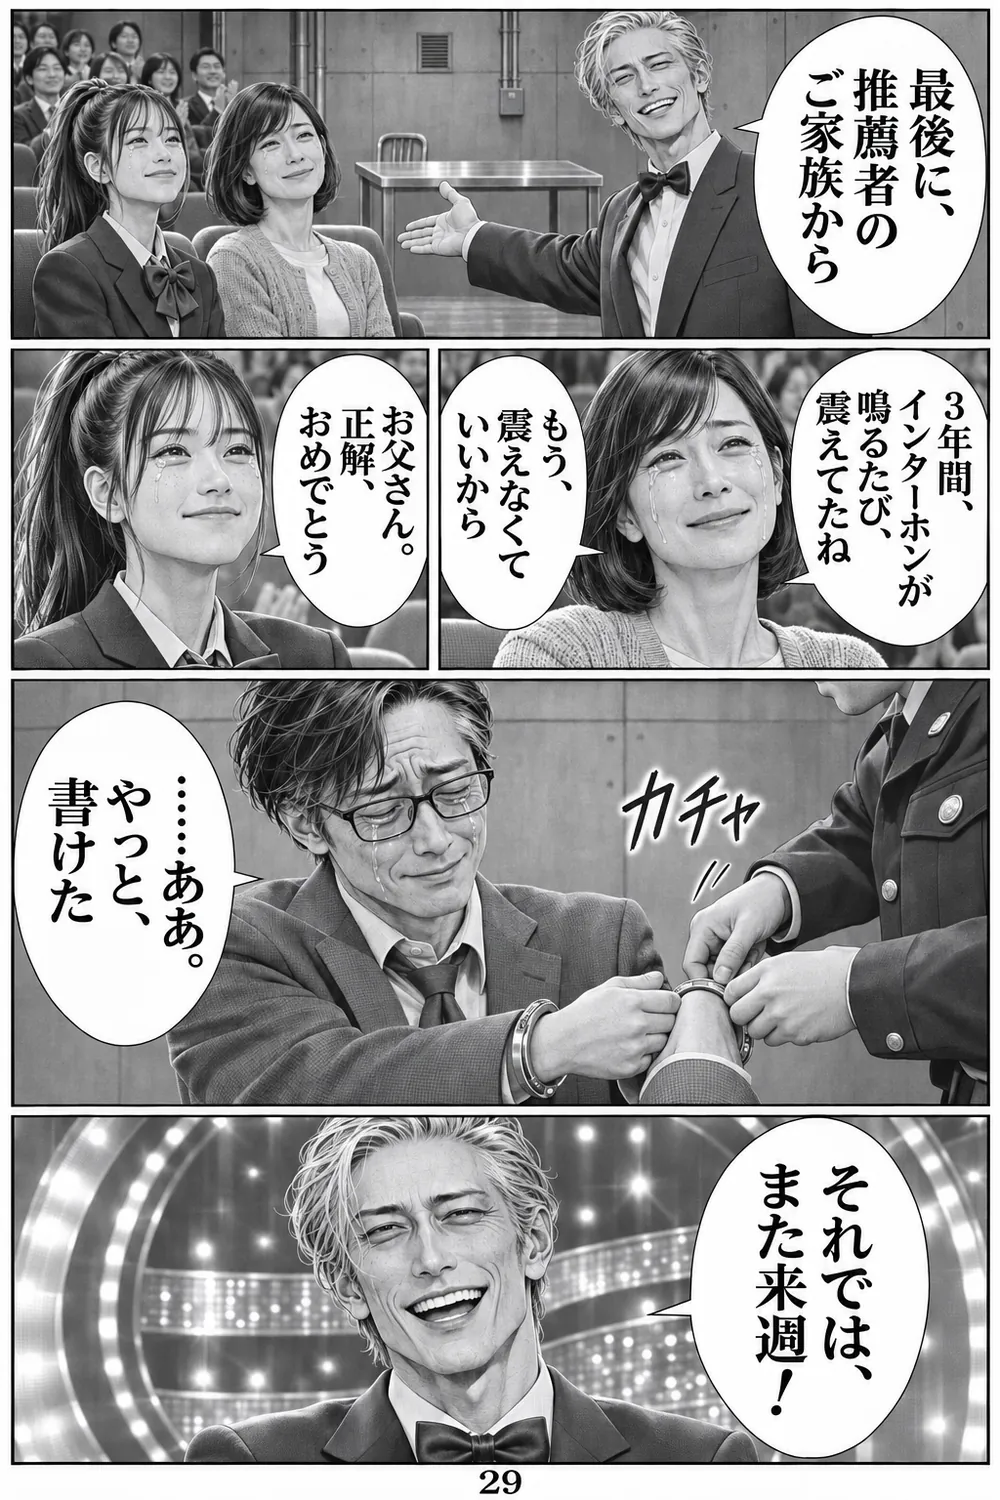 最後に、
推薦者の
ご家族から
3年間、
インターホンが
鳴るたび、
震えてたね
もう、
震えなくて
いいから
お父さん。
正解、
おめでとう
カチャ
……ああ。
やっと、
書けた
それでは、
また来週！
29